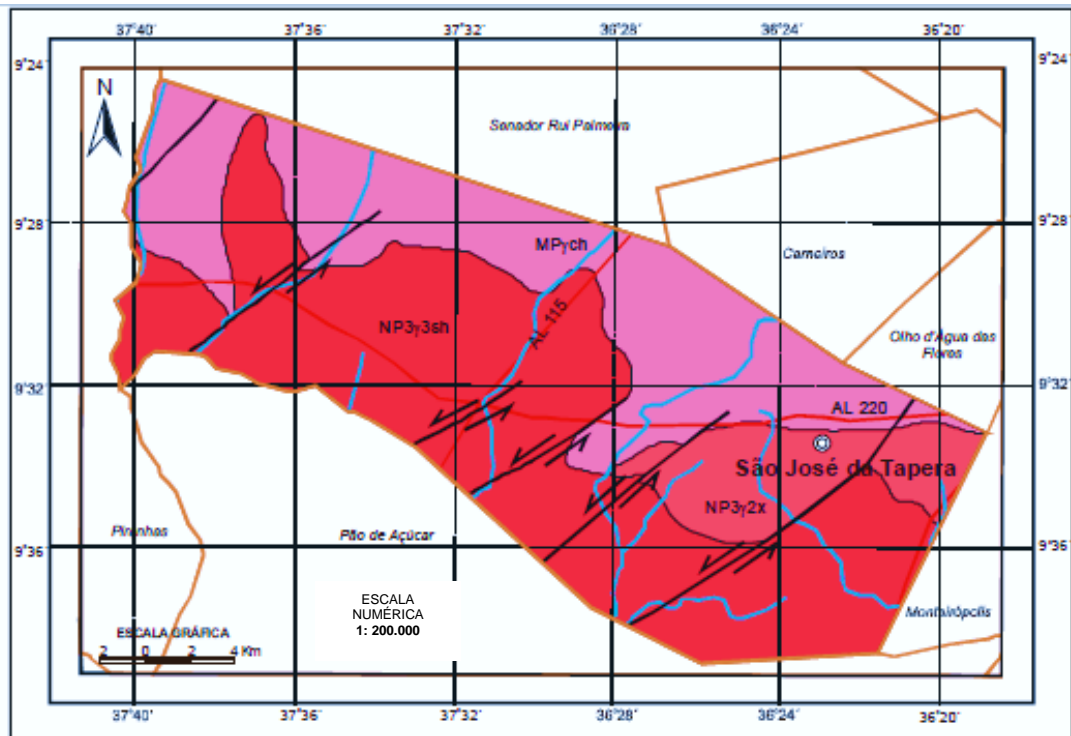 37°40' 37°36' 37°32' 36°28' 36°24' 36°20'
9°24' 9°24'
N
Senador Rui Palmeira
9°28' 9°28'
MPγch
Carneiros
NP3γ3sh
AL 115
Olho d'Água das
Flores
9°32' 9°32'
AL 220
São José da Tapera
NP3γ2x
Piranhas
Pão de Açúcar
9°36' 9°36'
ESCALA
NUMÉRICA
1: 200.000
Monteirópolis
ESCALA GRÁFICA
2 0 2 4 Km
37°40' 37°36' 37°32' 36°28' 36°24' 36°20'